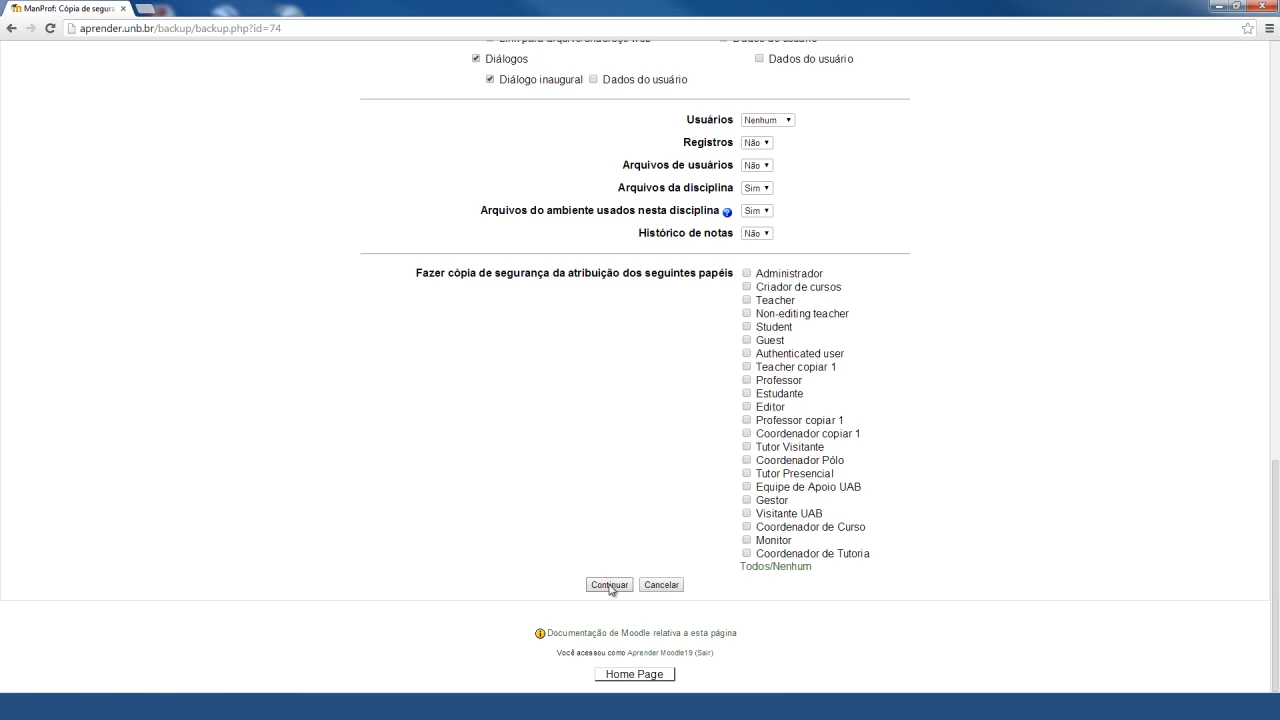 ManProf: Cópia de segura
aprender.unb.br/backup/backup.php?id=74
Diálogos Dados do usuário
Diálogo inaugural Dados do usuário
Usuários Nenhum
Registros Não
Arquivos de usuários Não
Arquivos da disciplina Sim
Arquivos do ambiente usados nesta disciplina ? Sim
Histórico de notas Não
Fazer cópia de segurança da atribuição dos seguintes papéis Administrador
Criador de cursos
Teacher
Non-editing teacher
Student
Guest
Authenticated user
Teacher copiar 1
Professor
Estudante
Editor
Professor copiar 1
Coordenador copiar 1
Tutor Visitante
Coordenador Pólo
Tutor Presencial
Equipe de Apoio UAB
Gestor
Visitante UAB
Coordenador de Curso
Monitor
Coordenador de Tutoria
Todos/Nenhum
Continuar Cancelar
Documentação de Moodle relativa a esta página
Você acessou como Aprender Moodle19 (Sair)
Home Page